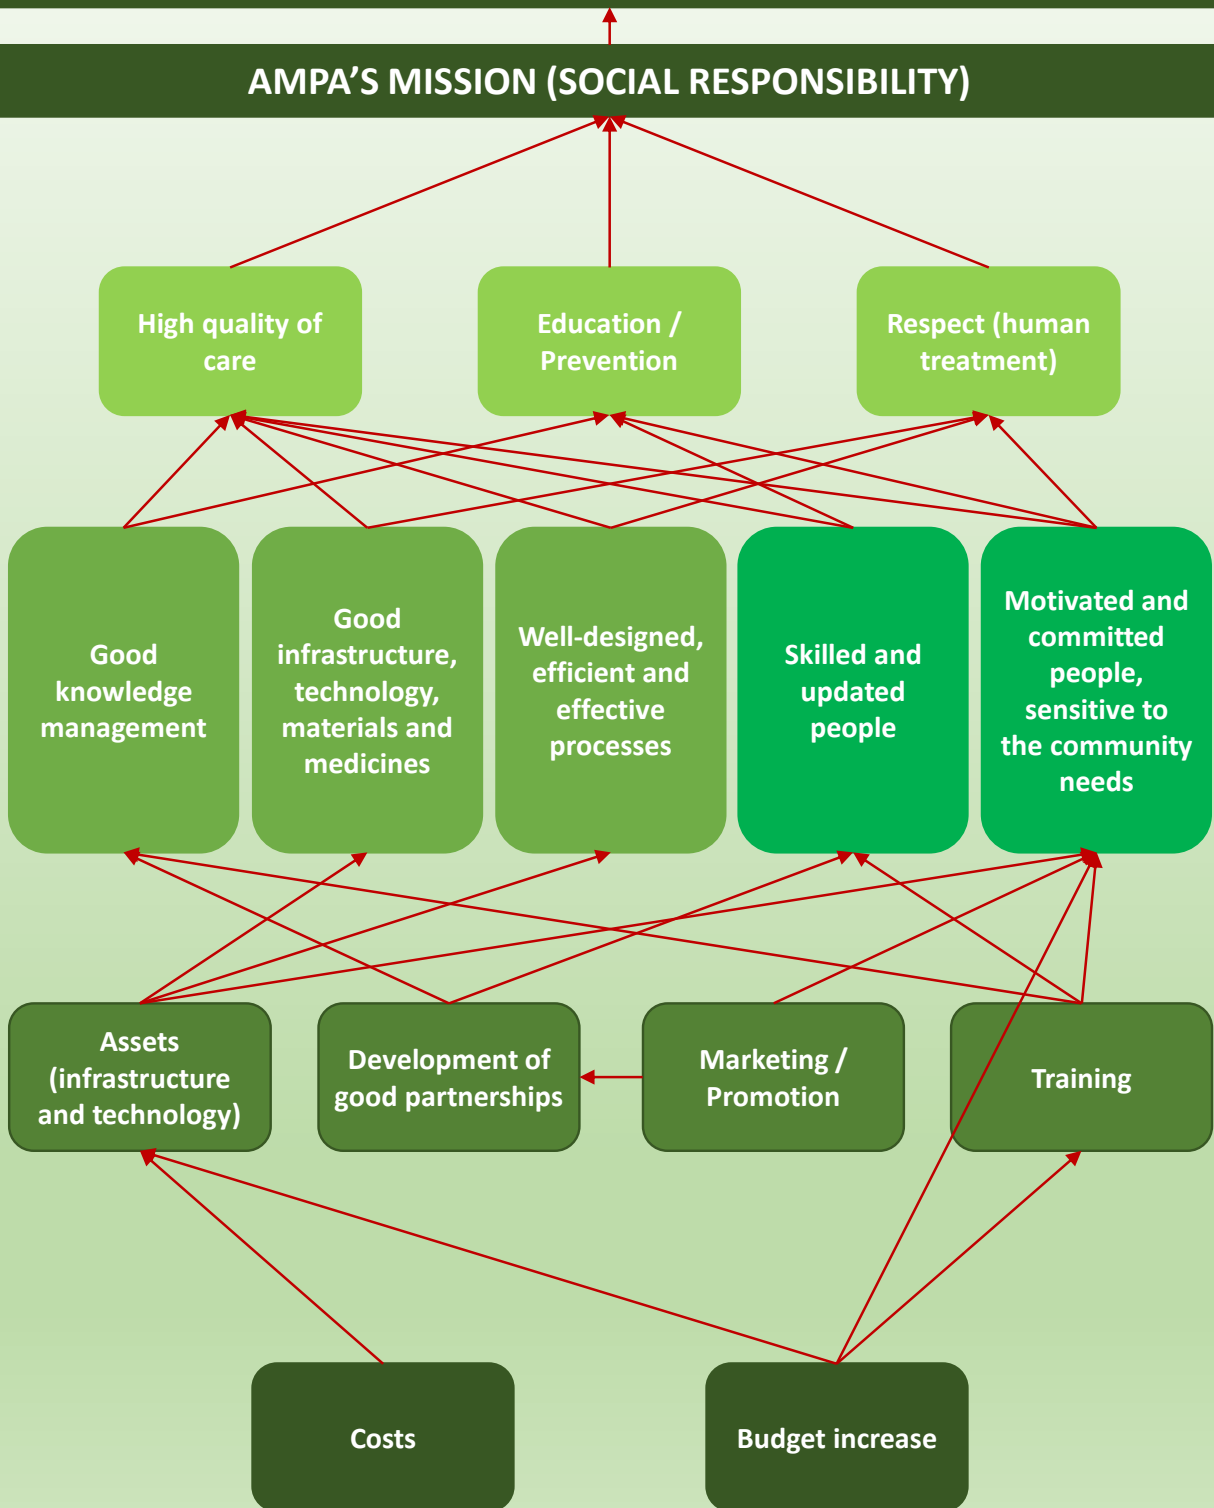 AMPA’S MISSION (SOCIAL RESPONSIBILITY)
High quality of
care
Education /
Prevention
Respect (human
treatment)
Good
knowledge
management
Good
infrastructure,
technology,
materials and
medicines
Well-designed,
efficient and
effective
processes
Skilled and
updated
people
Motivated and
committed
people,
sensitive to
the community
needs
Assets
(infrastructure
and technology)
Development of
good partnerships
Marketing /
Promotion
Training
Costs
Budget increase